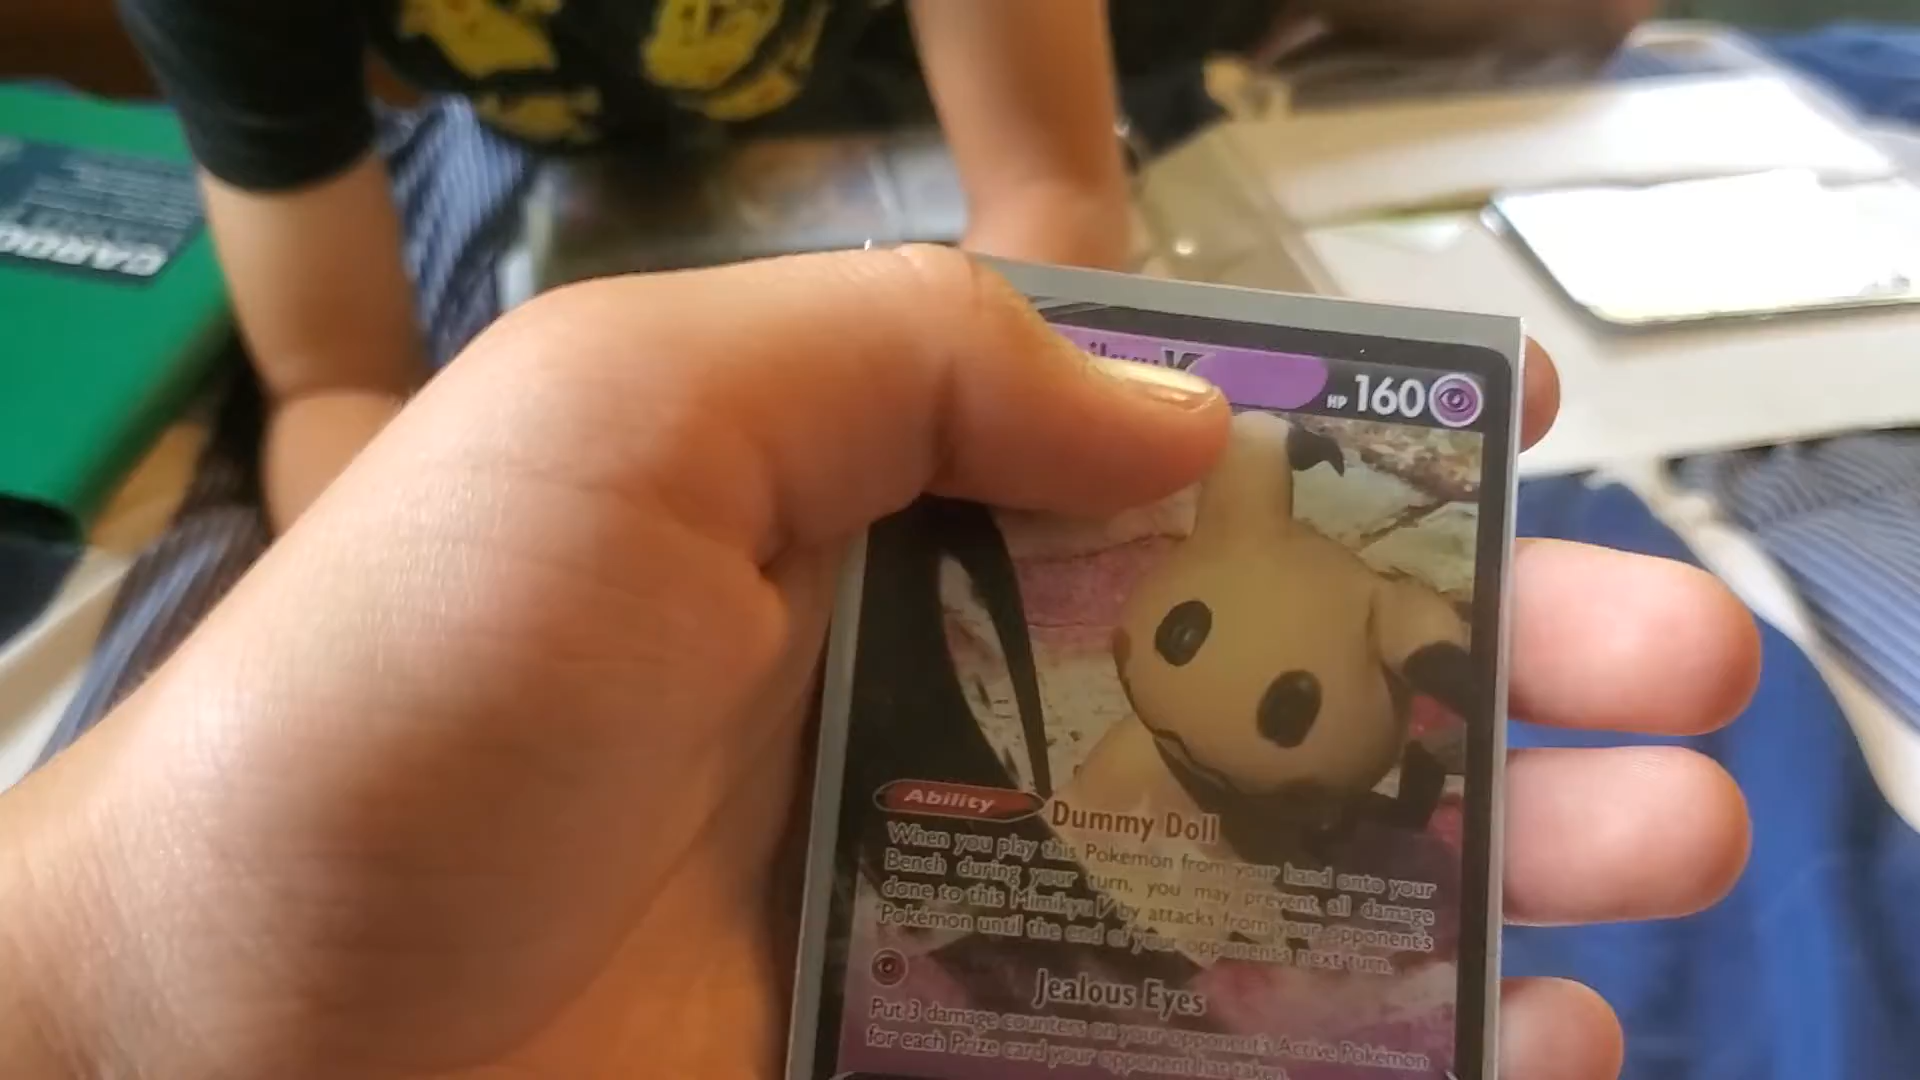 HP 160
Ability
Dummy Doll
When you play this Pokémon from your hand onto your
Bench during your turn, you may prevent all damage
done to this Mimikyu V by attacks from your opponent's
Pokémon until the end of your opponent's next turn.
Jealous Eyes
Put 3 damage counters on your opponent's Active Pokémon
for each Prize card your opponent has taken.